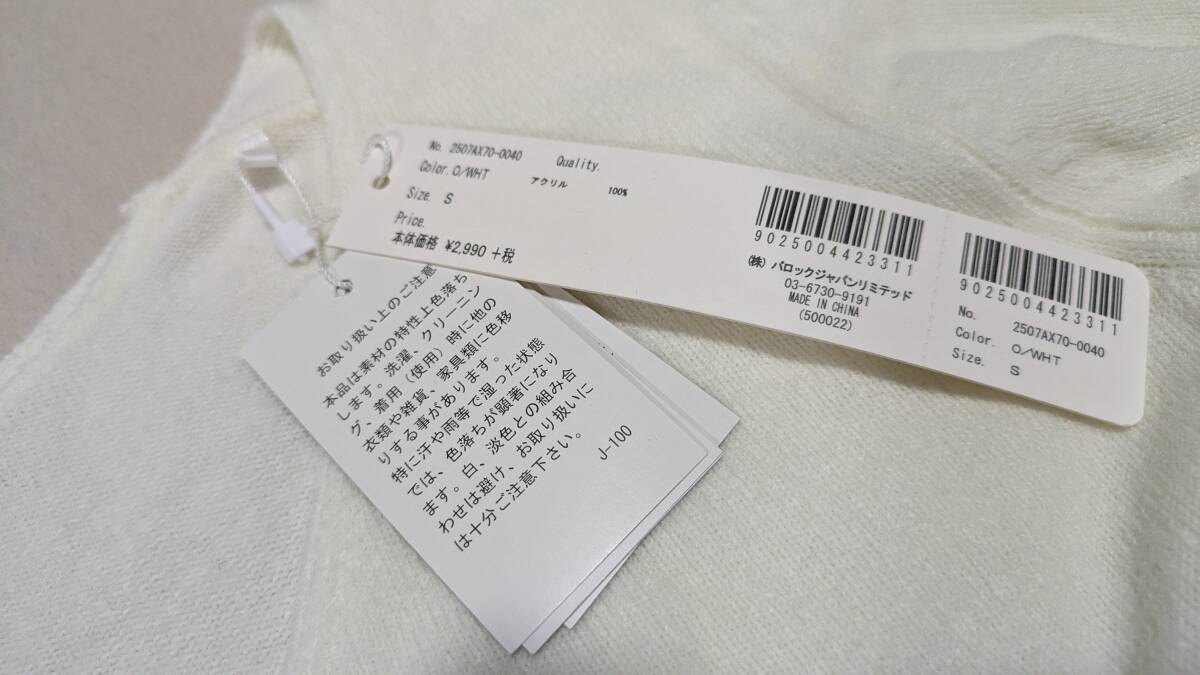 No. 2507AX70-0040
Color. O/WHT
Size. S
Price.
本体価格 ¥2,990 +税
Quality.
アクリル 100%
9025004423311
(株) バロックジャパンリミテッド
03-6730-9191
MADE IN CHINA
(500022)
9025004423311
No. 2507AX70-0040
Color. O/WHT
Size. S
お取り扱い上のご注意
本品は素材の特性上色落ち
します。洗濯、クリーニン
グ、着用（使用）時に他の
衣類や雑貨、家具類に色移
りする事があります。
特に汗や雨等で湿った状態
では、色落ちが顕著になり
ます。白、淡色との組み合
わせは避け、お取り扱いに
は十分ご注意下さい。
J-100